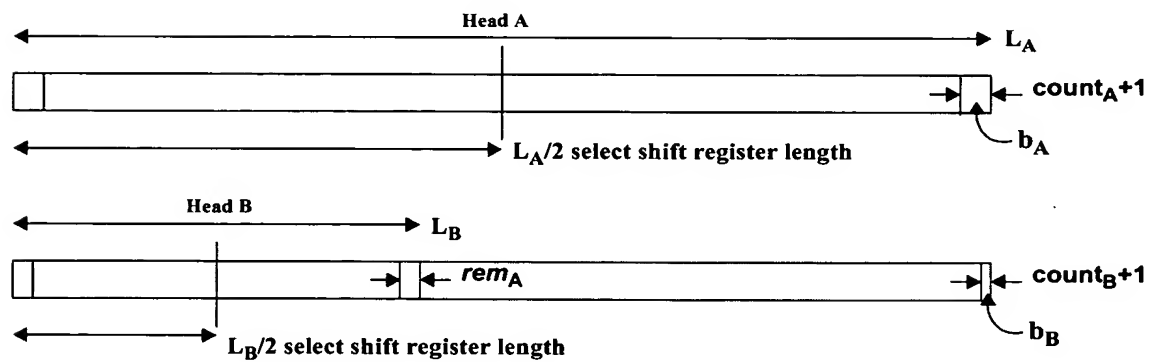 Head A
L_A
count_A+1
b_A
L_A/2 select shift register length
Head B
L_B
rem_A
count_B+1
b_B
L_B/2 select shift register length